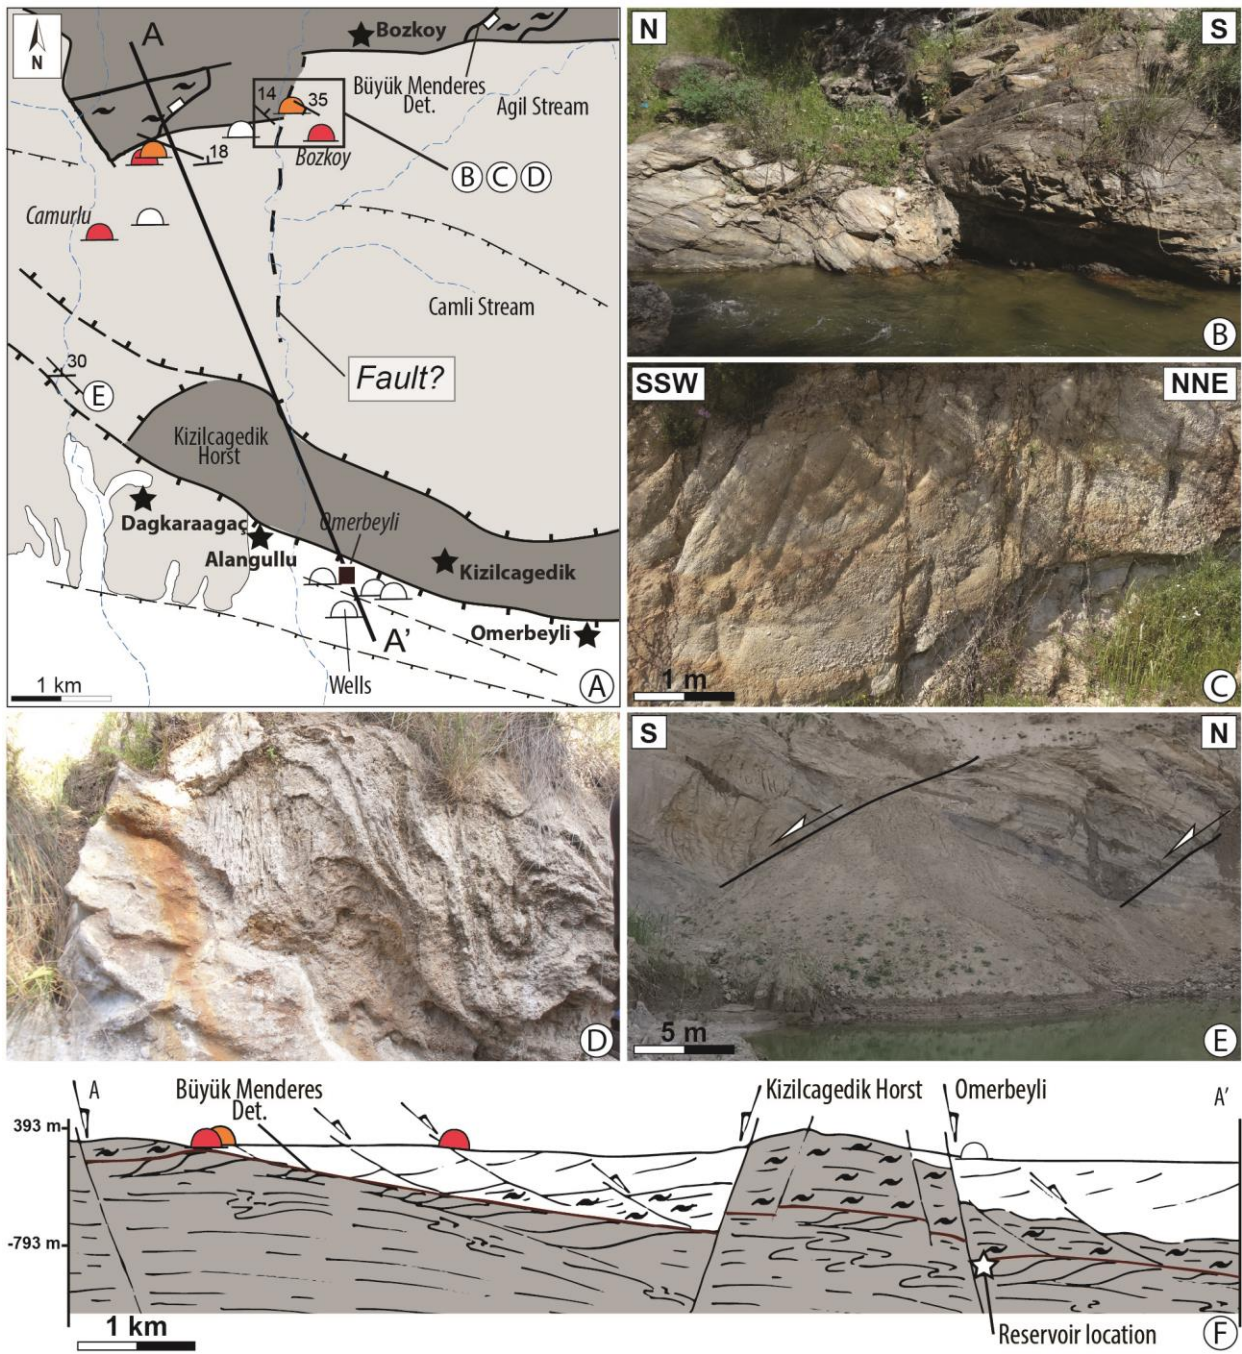 N
A
Bozkoy
Büyük Menderes
Det.
Agil Stream
14
35
Bozkoy
18
B C D
Camurlu
Camli Stream
Fault?
30
E
Kizilcagedik
Horst
Dagkaraagaç
Alangullu
Omerbeyli
Kizilcagedik
A'
Omerbeyli
Wells
1 km
A
N
S
B
SSW
NNE
1 m
C
D
S
N
5 m
E
A
Büyük Menderes
Det.
Kizilcagedik Horst
Omerbeyli
A'
393 m
-793 m
1 km
Reservoir location
F